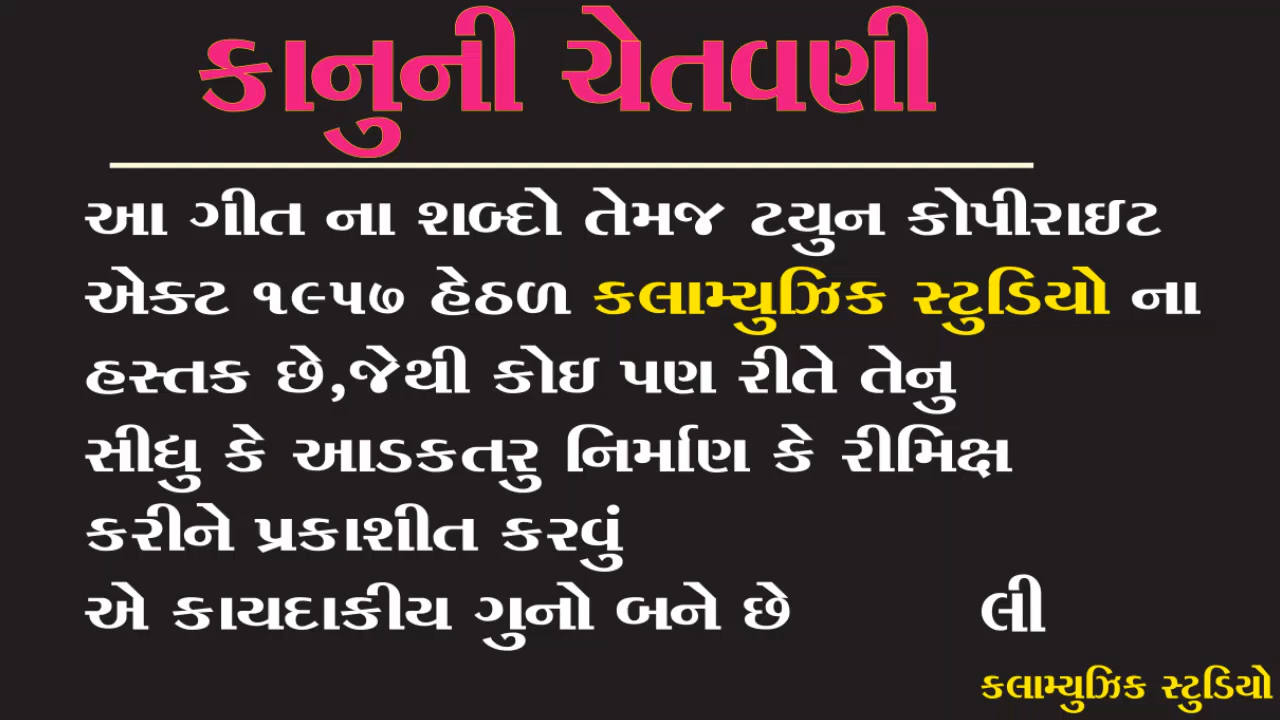 કાનુની ચેતવણી
આ ગીત ના શબ્દો તેમજ ટયુન કોપીરાઇટ
એક્ટ ૧૯૫૭ હેઠળ કલામ્યુઝિક સ્ટુડિયો ના
હસ્તક છે,જેથી કોઇ પણ રીતે તેનુ
સીધુ કે આડકતરુ નિર્માણ કે રીમિક્ષ
કરીને પ્રકાશીત કરવું
એ કાયદાકીય ગુનો બને છે
લીં
કલામ્યુઝિક સ્ટુડિયો